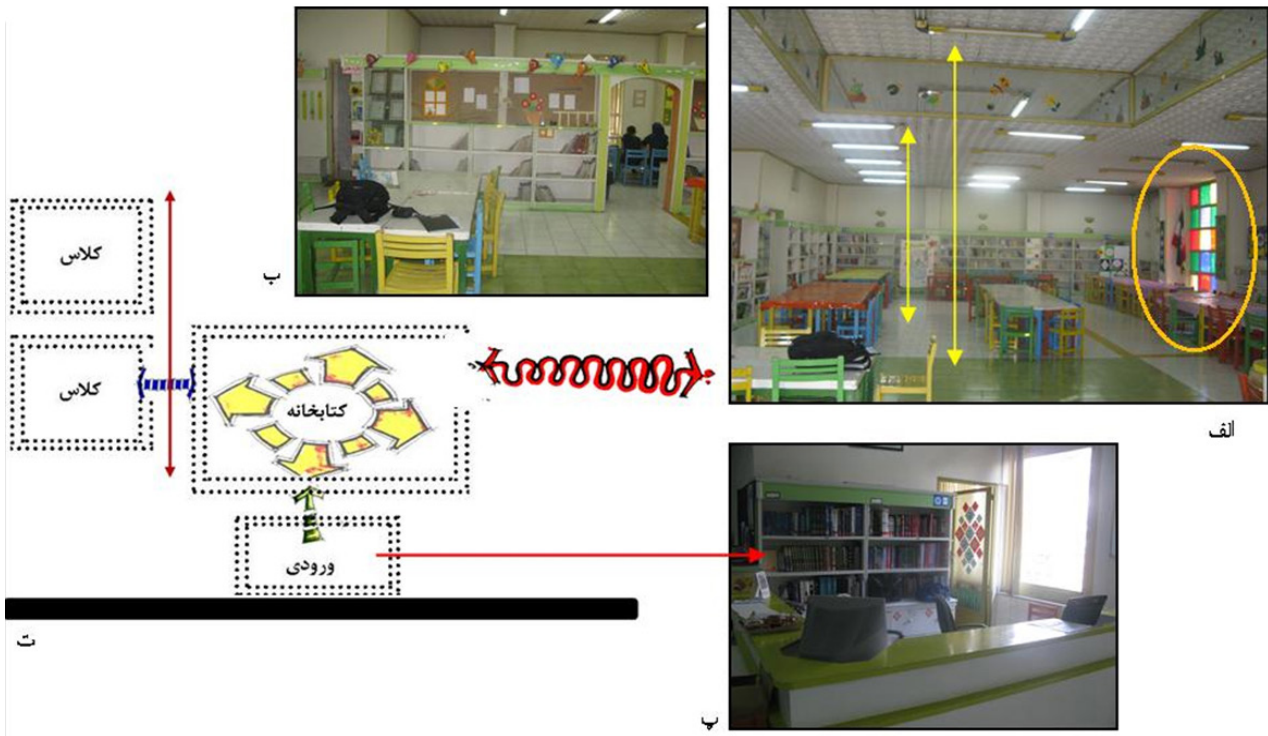 ب
الف
کلاس
کلاس
کتابخانه
ورودی
ت
پ